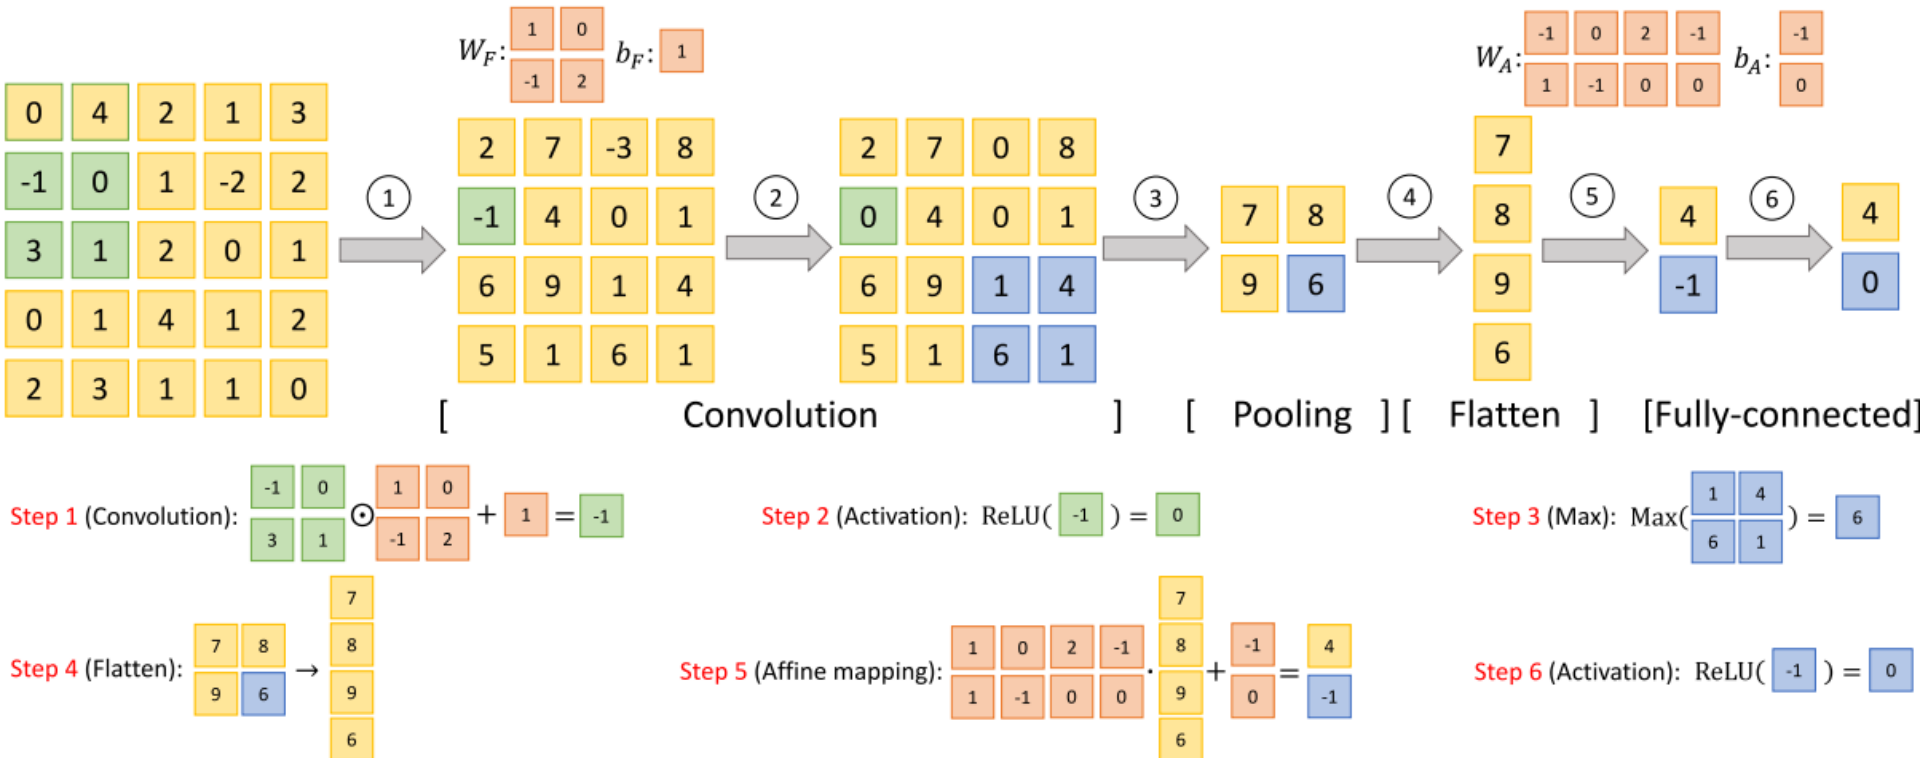 W_F: 1 0 b_F: 1
-1 2
W_A: -1 0 2 -1 b_A: -1
1 -1 0 0 0
0 4 2 1 3
-1 0 1 -2 2
3 1 2 0 1
0 1 4 1 2
2 3 1 1 0
①
2 7 -3 8
-1 4 0 1
6 9 1 4
5 1 6 1
②
2 7 0 8
0 4 0 1
6 9 1 4
5 1 6 1
③
7 8
9 6
④
7
8
9
6
⑤
4
-1
⑥
4
0
[ Convolution ] [ Pooling ] [ Flatten ] [Fully-connected]
Step 1 (Convolution): -1 0 3 1 ⊙ 1 0 -1 2 + 1 = -1
Step 2 (Activation): ReLU( -1 ) = 0
Step 3 (Max): Max( 1 4 6 1 ) = 6
Step 4 (Flatten): 7 8 9 6 → 7 8 9 6
Step 5 (Affine mapping): 1 0 2 -1 1 -1 0 0 · 7 8 9 6 + -1 0 = 4 -1
Step 6 (Activation): ReLU( -1 ) = 0